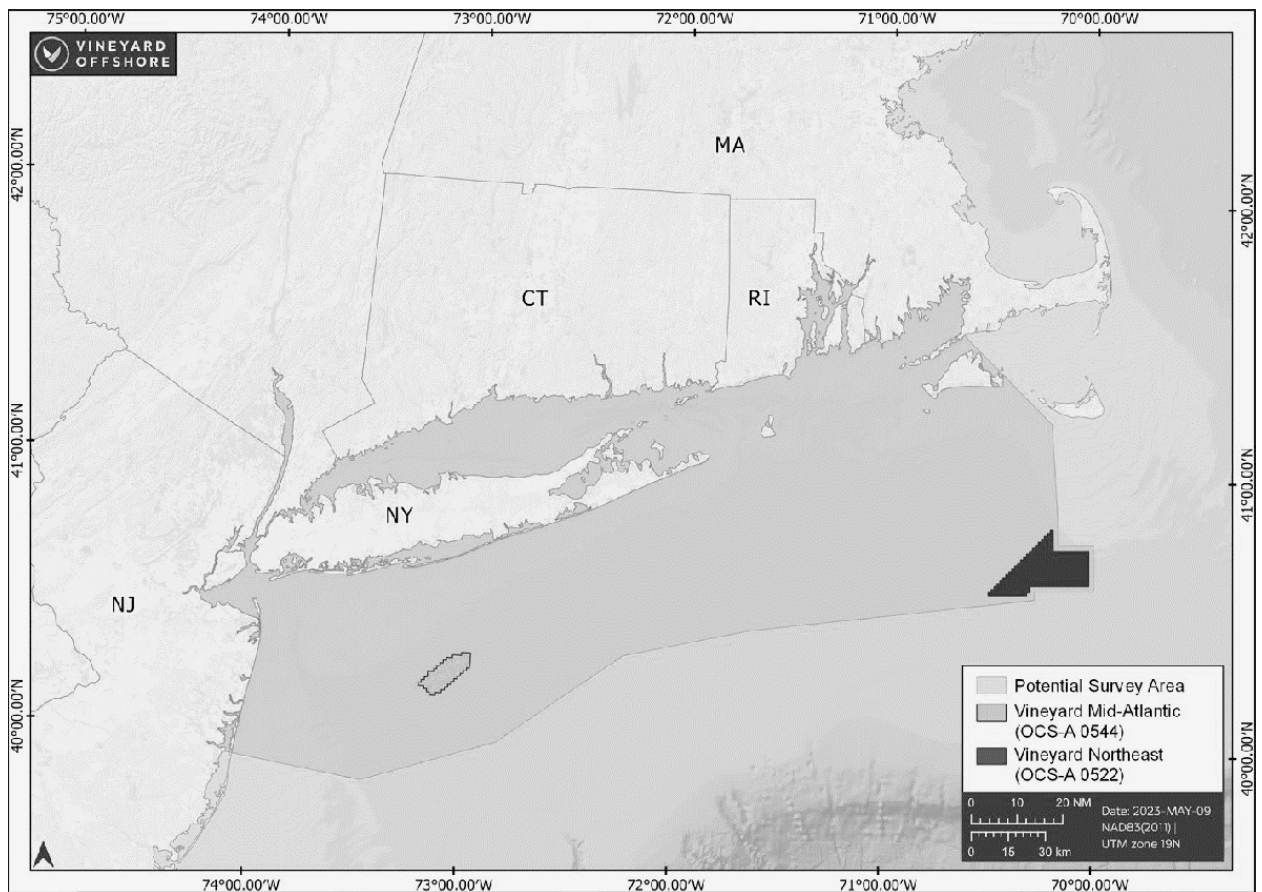 75°00.00'W 74°00.00'W 73°00.00'W 72°00.00'W 71°00.00'W 70°00.00'W
VINEYARD
OFFSHORE
MA
42°00.00'N
42°00.00'N
CT
RI
41°00.00'N
41°00.00'N
NY
NJ
40°00.00'N
40°00.00'N
Potential Survey Area
Vineyard Mid-Atlantic
(OCS-A 0544)
Vineyard Northeast
(OCS-A 0522)
0 10 20 NM
0 15 30 km
Date: 2023-MAY-09
NAD83(2011) |
UTM zone 19N
74°00.00'W 73°00.00'W 72°00.00'W 71°00.00'W 70°00.00'W